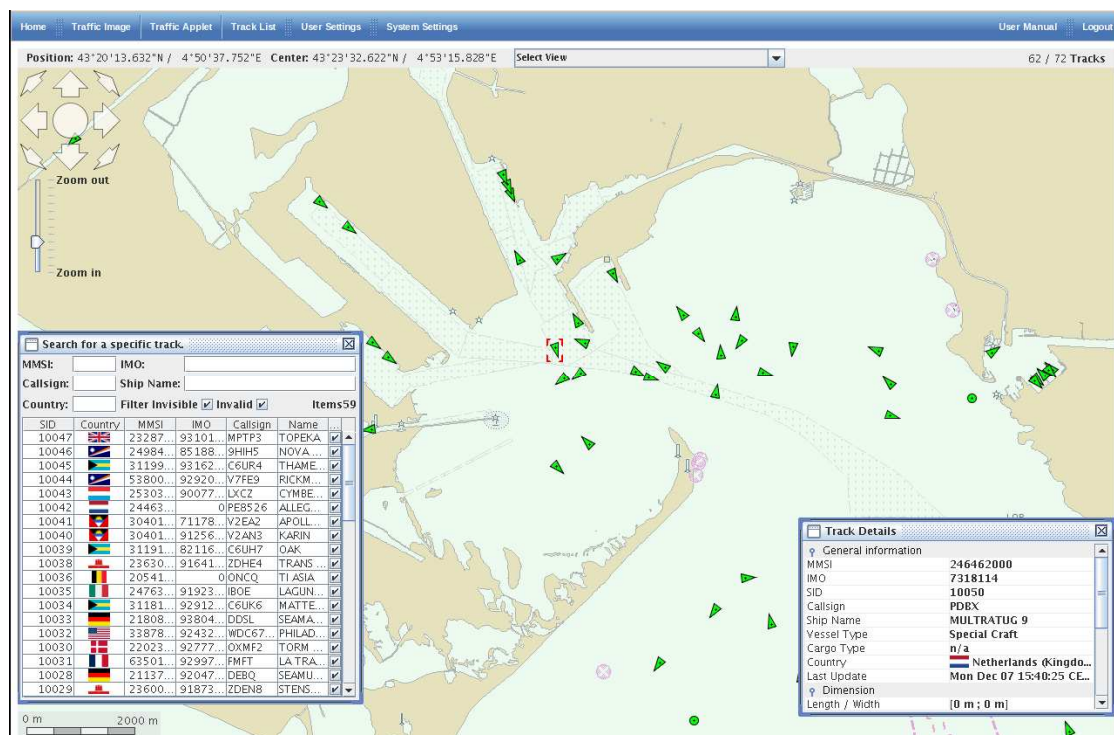 Home Traffic Image Traffic Applet Track List User Settings System Settings User Manual Logout
Position: 43°20'13.632"N / 4°50'37.752"E Center: 43°23'32.622"N / 4°53'15.828"E Select View 62 / 72 Tracks
Zoom out
Zoom in
Search for a specific track.
MMSI: IMO:
Callsign: Ship Name:
Country: Filter Invisible Invalid Items59
SID Country MMSI IMO Callsign Name ...
10047 23287... 93101... MPTP3 TOPEKA
10046 24984... 85188... 9HIH5 NOVA ...
10045 31199... 93162... C6UR4 THAME...
10044 53800... 92920... V7FE9 RICKM...
10043 25303... 90077... LXCZ CYMBE...
10042 24463... 0 PE8526 ALLEG...
10041 30401... 71178... V2EA2 APOLL...
10040 30401... 91256... V2AN3 KARIN
10039 31191... 82116... C6UH7 OAK
10038 23630... 91641... ZDHE4 TRANS ...
10036 20541... 0 ONCQ TI ASIA
10035 24763... 91923... IBOE LAGUN...
10034 31181... 92912... C6UK6 MATTE...
10033 21808... 93804... DDSL SEAMA...
10032 33878... 92432... WDC67... PHILAD...
10030 22023... 92777... OXMF2 TORM ...
10031 63501... 92997... FMFT LA TRA...
10028 21137... 92047... DEBQ SEAMU...
10029 23600... 91873... ZDEN8 STENS...
0 m 2000 m
Track Details
General information
MMSI 246462000
IMO 7318114
SID 10050
Callsign PDBX
Ship Name MULTRATUG 9
Vessel Type Special Craft
Cargo Type n/a
Country Netherlands (Kingdo...
Last Update Mon Dec 07 15:40:25 CE...
Dimension
Length / Width [0 m ; 0 m]